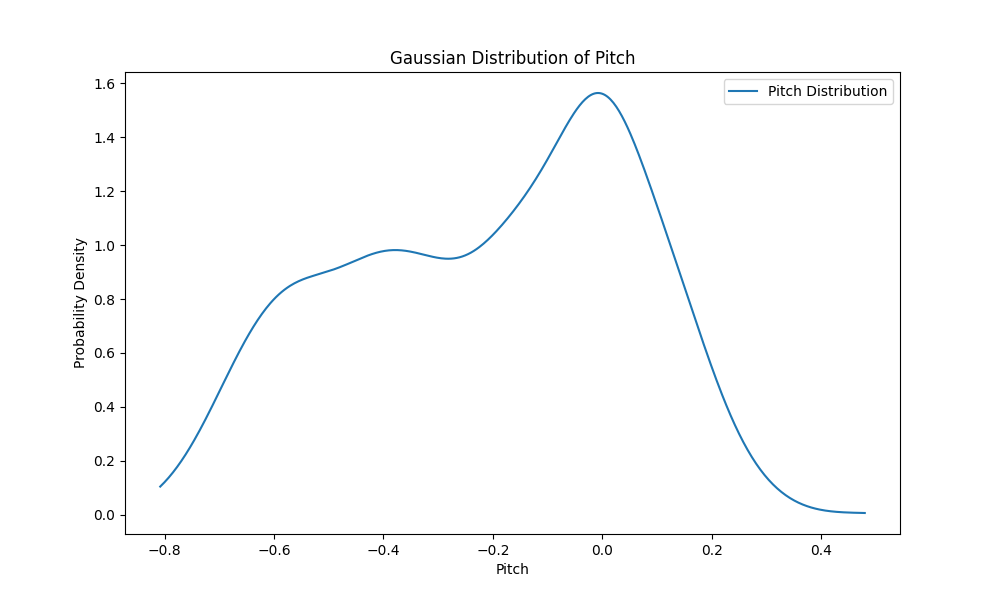 Gaussian Distribution of Pitch
Pitch Distribution
Probability Density
1.6
1.4
1.2
1.0
0.8
0.6
0.4
0.2
0.0
−0.8 −0.6 −0.4 −0.2 0.0 0.2 0.4
Pitch